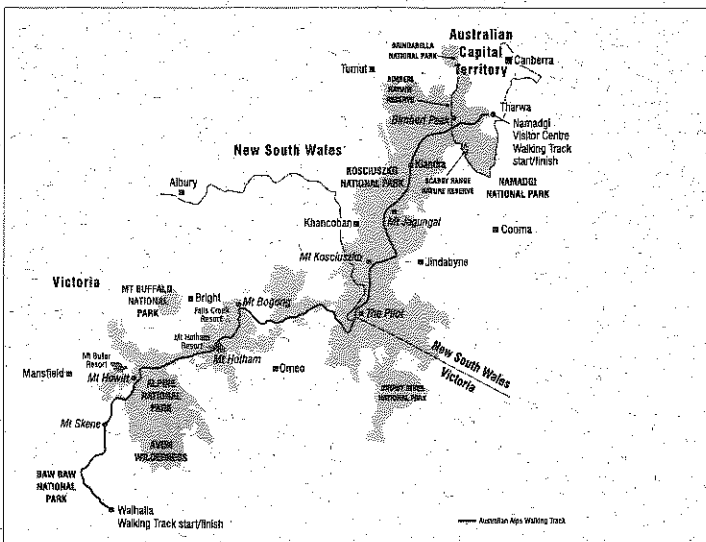 Australian
Capital
Territory
BRINDABELLA
NATIONAL PARK
Canberra
Tumut
BIMBERI
NATURE
RESERVE
Bimberi Peak
Tharwa
Namadgi
Visitor Centre
Walking Track
start/finish
New South Wales
Kiandra
KOSCIUSZKO
NATIONAL PARK
SCABBY RANGE
NATURE RESERVE
NAMADGI
NATIONAL PARK
Albury
Khancoban
Mt Jagungal
Cooma
Mt Kosciuszko
Jindabyne
Victoria
MT BUFFALO
NATIONAL
PARK
Bright
Falls Creek
Resort
Mt Bogong
The Pilot
Mt Hotham
Resort
Mt Hotham
New South Wales
Victoria
Mt Buller
Resort
Mansfield
Mt Howitt
Omeo
ALPINE
NATIONAL
PARK
SNOWY RIVER
NATIONAL PARK
Mt Skene
AVON
WILDERNESS
BAW BAW
NATIONAL
PARK
Walhalla
Walking Track start/finish
Australian Alps Walking Track